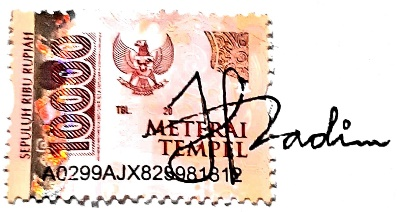 SEPULUH RIBU RUPIAH
10000
TGL. 20
METERAI
TEMPEL
A0299AJX829981812